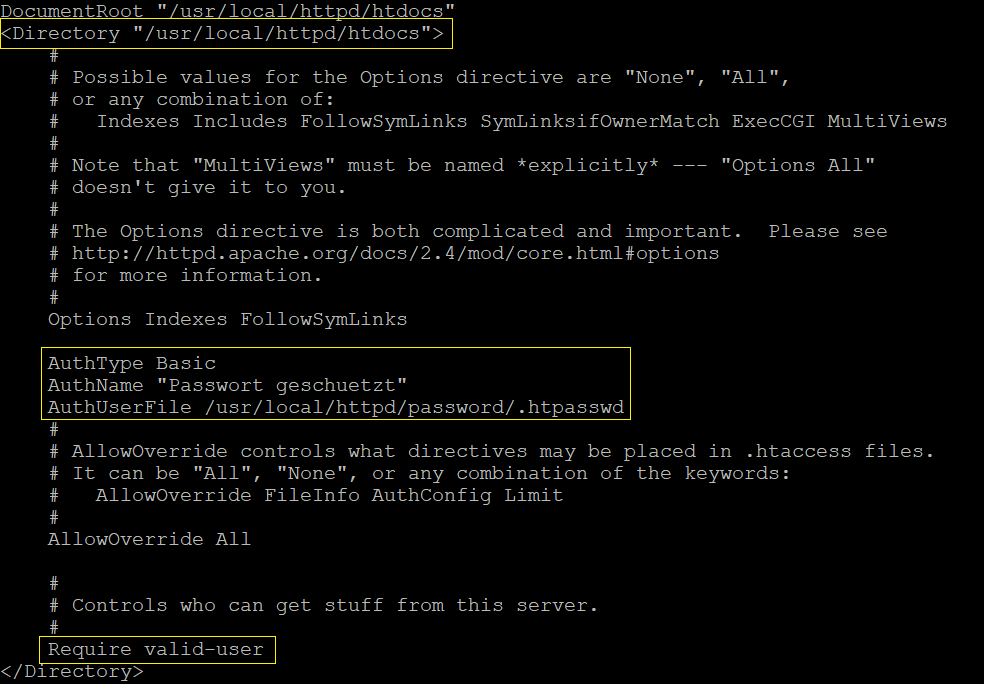 DocumentRoot "/usr/local/httpd/htdocs"
<Directory "/usr/local/httpd/htdocs">
    #
    # Possible values for the Options directive are "None", "All",
    # or any combination of:
    #   Indexes Includes FollowSymLinks SymLinksifOwnerMatch ExecCGI MultiViews
    #
    # Note that "MultiViews" must be named *explicitly* --- "Options All"
    # doesn't give it to you.
    #
    # The Options directive is both complicated and important.  Please see
    # http://httpd.apache.org/docs/2.4/mod/core.html#options
    # for more information.
    #
    Options Indexes FollowSymLinks
    AuthType Basic
    AuthName "Passwort geschuetzt"
    AuthUserFile /usr/local/httpd/password/.htpasswd
    #
    # AllowOverride controls what directives may be placed in .htaccess files.
    # It can be "All", "None", or any combination of the keywords:
    #   AllowOverride FileInfo AuthConfig Limit
    #
    AllowOverride All
    #
    # Controls who can get stuff from this server.
    #
    Require valid-user
</Directory>